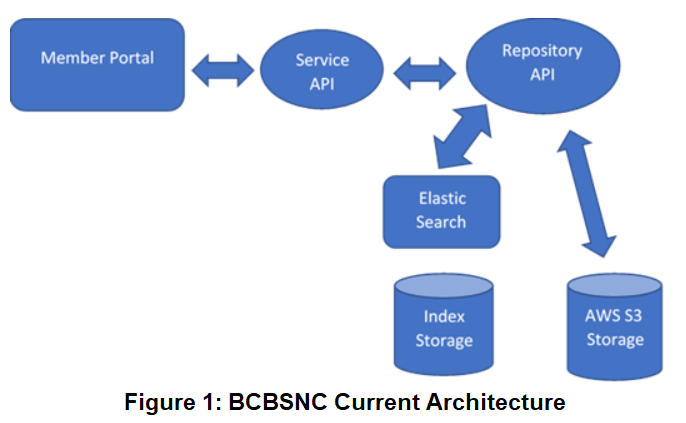 Member Portal
Service
API
Repository
API
Elastic
Search
Index
Storage
AWS S3
Storage
Figure 1: BCBSNC Current Architecture